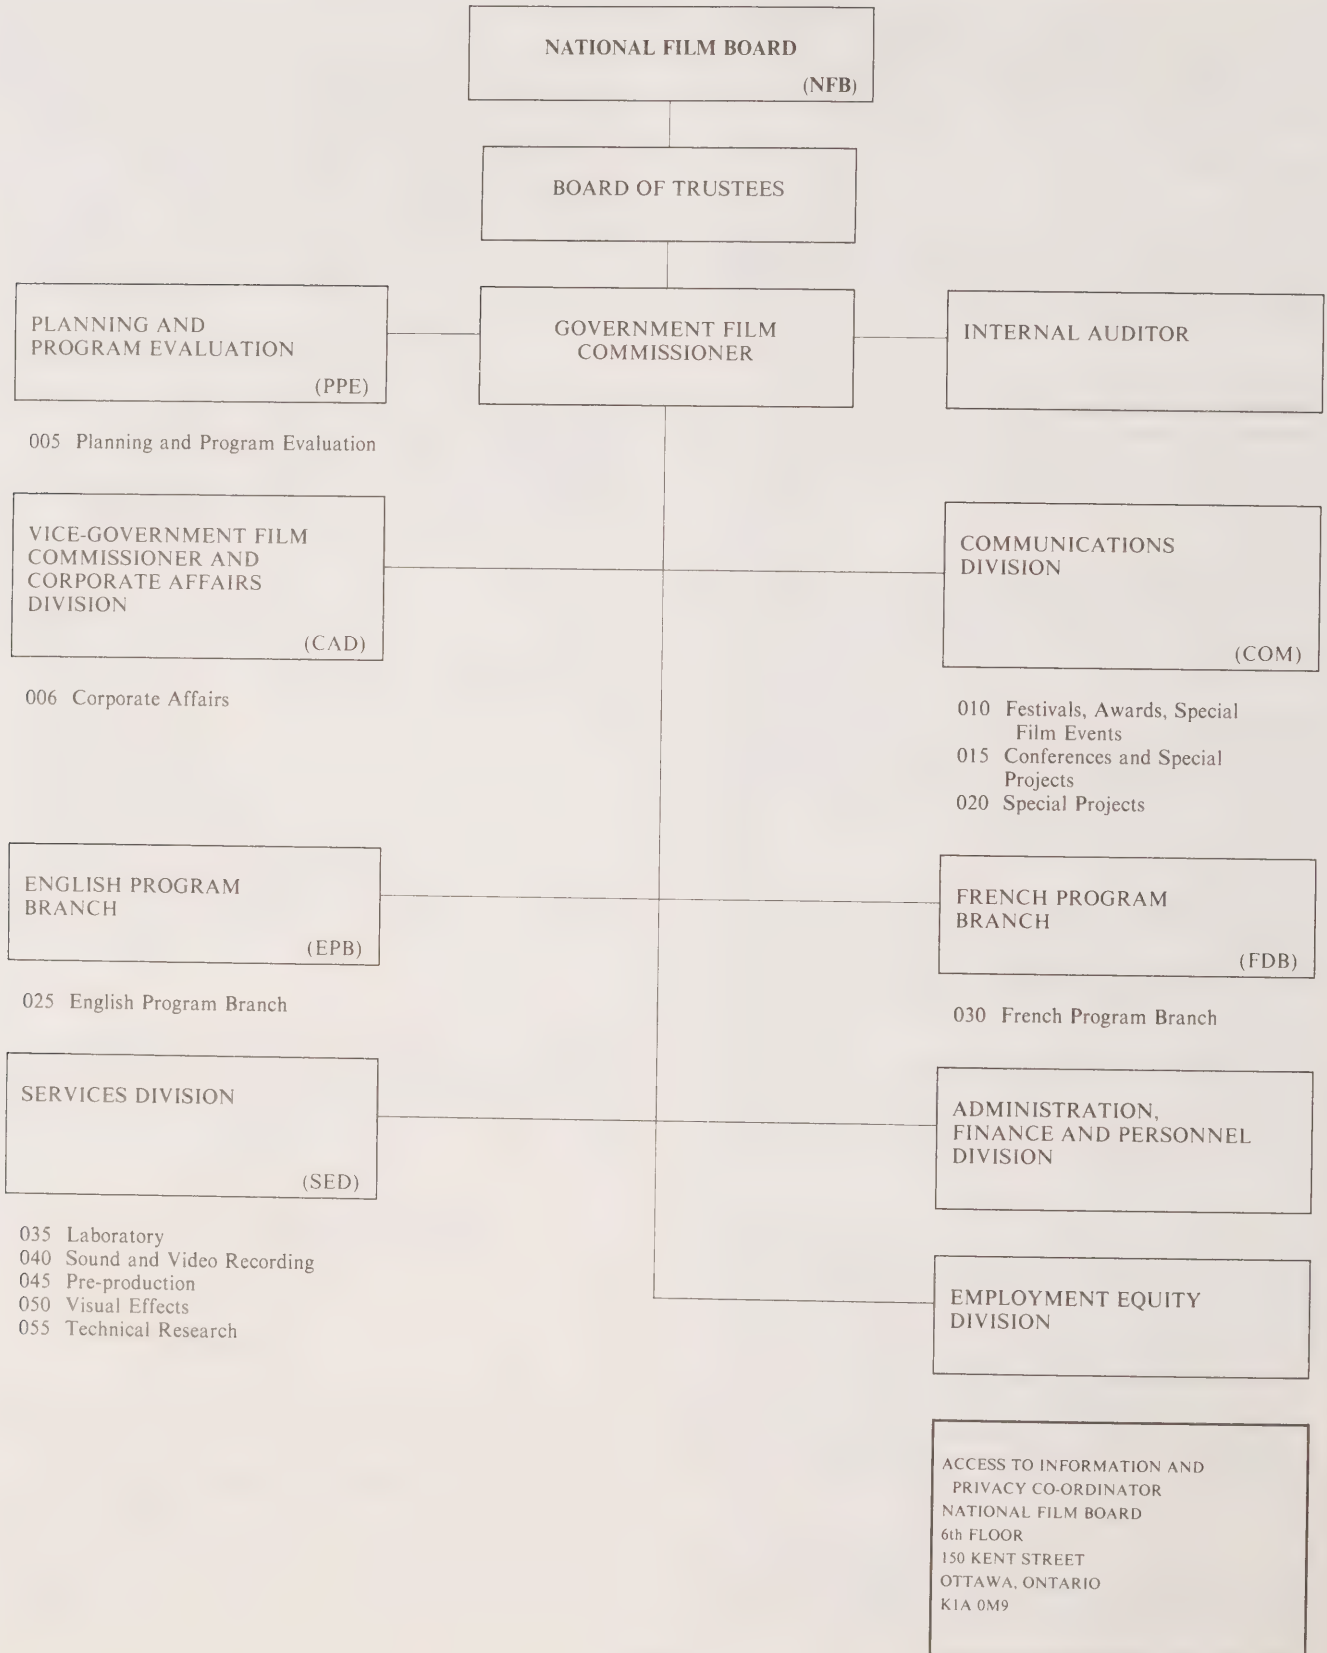 NATIONAL FILM BOARD
(NFB)
BOARD OF TRUSTEES
PLANNING AND
PROGRAM EVALUATION
(PPE)
GOVERNMENT FILM
COMMISSIONER
INTERNAL AUDITOR
005 Planning and Program Evaluation
VICE-GOVERNMENT FILM
COMMISSIONER AND
CORPORATE AFFAIRS
DIVISION
(CAD)
006 Corporate Affairs
COMMUNICATIONS
DIVISION
(COM)
010 Festivals, Awards, Special
Film Events
015 Conferences and Special
Projects
020 Special Projects
ENGLISH PROGRAM
BRANCH
(EPB)
025 English Program Branch
FRENCH PROGRAM
BRANCH
(FDB)
030 French Program Branch
SERVICES DIVISION
(SED)
035 Laboratory
040 Sound and Video Recording
045 Pre-production
050 Visual Effects
055 Technical Research
ADMINISTRATION,
FINANCE AND PERSONNEL
DIVISION
EMPLOYMENT EQUITY
DIVISION
ACCESS TO INFORMATION AND
PRIVACY CO-ORDINATOR
NATIONAL FILM BOARD
6th FLOOR
150 KENT STREET
OTTAWA, ONTARIO
K1A 0M9